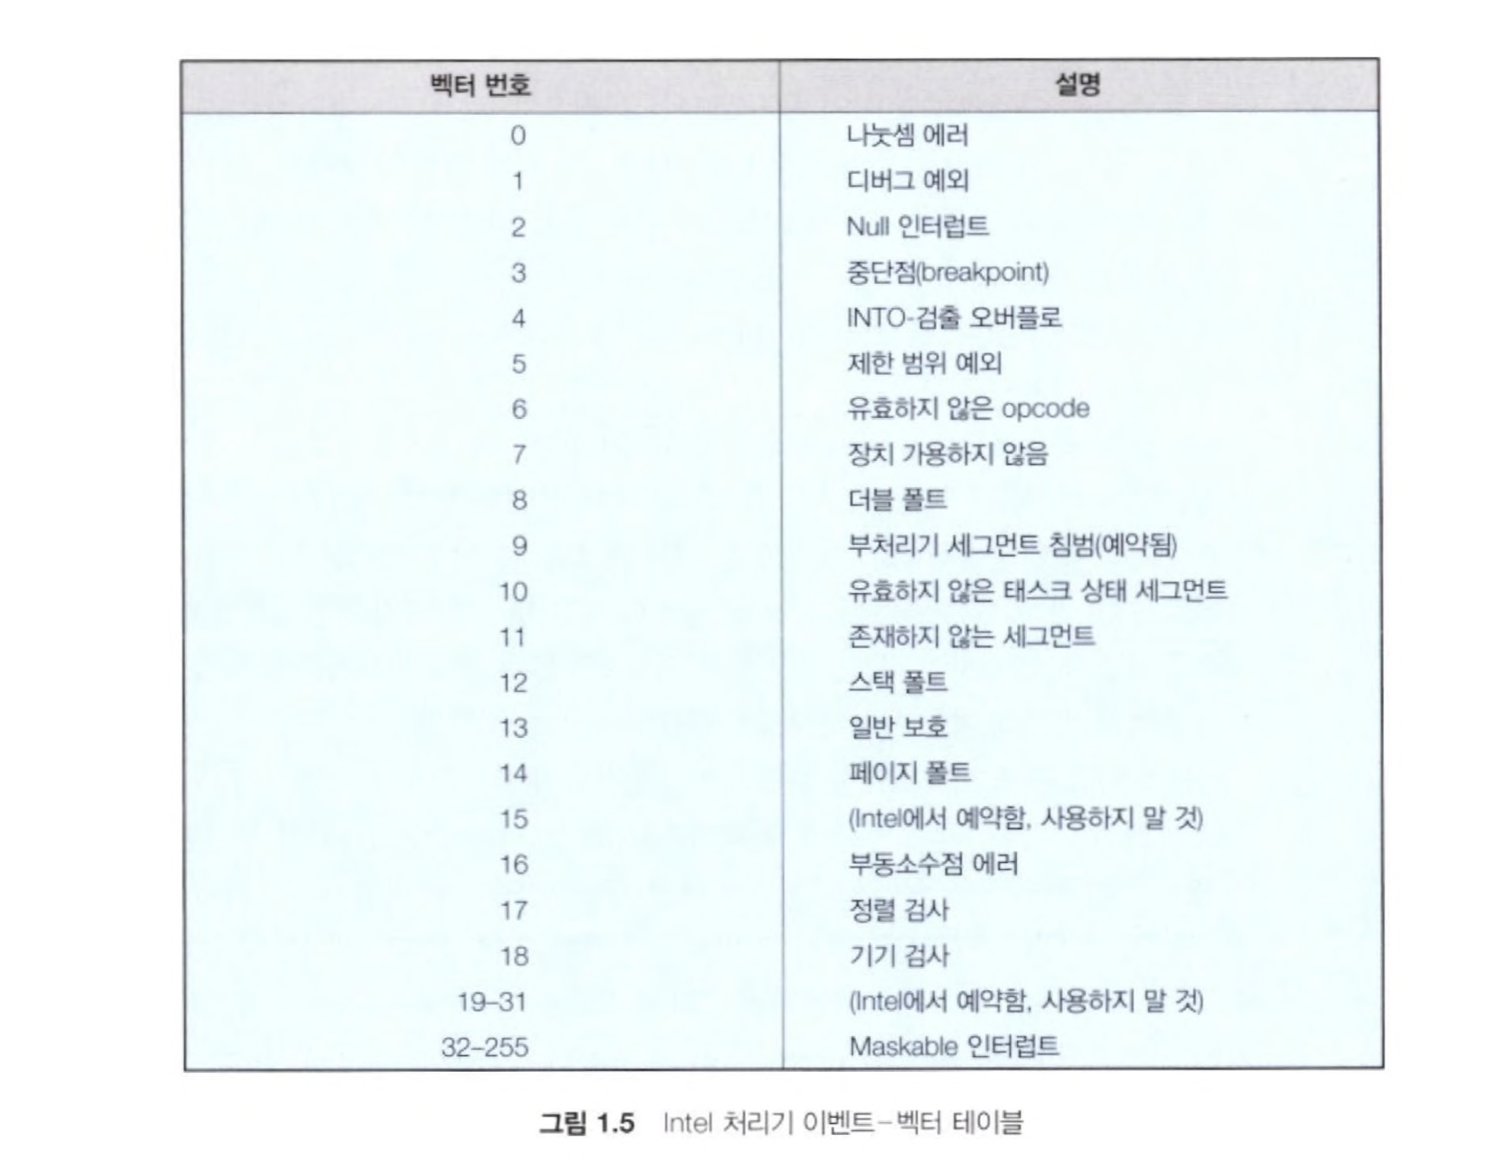 벡터 번호 설명
0 나눗셈 에러
1 디버그 예외
2 Null 인터럽트
3 중단점(breakpoint)
4 INTO-검출 오버플로
5 제한 범위 예외
6 유효하지 않은 opcode
7 장치 가용하지 않음
8 더블 폴트
9 부처리기 세그먼트 침범(예약됨)
10 유효하지 않은 태스크 상태 세그먼트
11 존재하지 않는 세그먼트
12 스택 폴트
13 일반 보호
14 페이지 폴트
15 (Intel에서 예약함, 사용하지 말 것)
16 부동소수점 에러
17 정렬 검사
18 기기 검사
19–31 (Intel에서 예약함, 사용하지 말 것)
32–255 Maskable 인터럽트
그림 1.5 Intel 처리기 이벤트–벡터 테이블